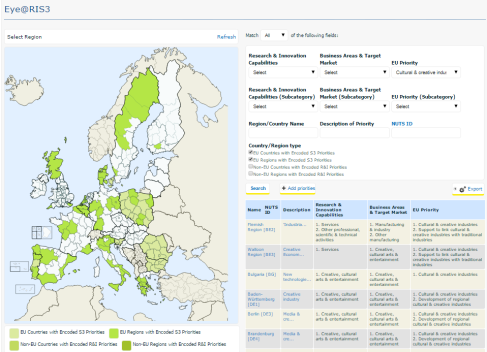 Eye@RIS3
Select Region
Refresh
Match All of the following fields:
Research & Innovation Capabilities
Business Areas & Target Market
EU Priority
Select
Select
Cultural & creative indu
Research & Innovation Capabilities (Subcategory)
Business Areas & Target Market (Subcategory)
EU Priority (Subcategory)
Select
Select
Select
Region/Country Name
Description of Priority
NUTS ID
Country/Region type
EU Countries with Encoded S3 Priorities
EU Regions with Encoded S3 Priorities
Non-EU Countries with Encoded R&I Priorities
Non-EU Regions with Encoded R&I Priorities
Search
+ Add priorities
Export
Name NUTS ID
Description
Research & Innovation Capabilities
Business Areas & Target Market
EU Priority
Region (BE2)
1. Services
2. Other professional, scientific & technical activities
1. Manufacturing & industry
2. Other manufacturing
1. Cultural & creative industries
2. Support to link cultural & creative industries with traditional industries
Walloon Region (BE3)
Creative
1. Services
1. Creative, cultural arts & entertainment
1. Cultural & creative industries
2. Support to link cultural & creative industries with traditional industries
Bulgaria (BG)
New technologie...
1. Creative, cultural arts & entertainment
1. Creative, cultural arts & entertainment
1. Cultural & creative industries
Baden-Württemberg (DE1)
Creative industry
1. Creative, cultural arts & entertainment
1. Creative, cultural arts & entertainment
1. Cultural & creative industries
2. Development of regional cultural & creative industries
Berlin (DE3)
Media & cre...
1. Creative, cultural arts & entertainment
1. Creative, cultural arts & entertainment
1. Cultural & creative industries
2. Development of regional cultural & creative industries
Brandenburg (DE4)
Media & cre...
1. Creative, cultural arts & entertainment
1. Creative, cultural arts & entertainment
1. Cultural & creative industries
2. Development of regional cultural & creative industries
EU Countries with Encoded S3 Priorities
EU Regions with Encoded S3 Priorities
Non-EU Countries with Encoded R&I Priorities
Non-EU Regions with Encoded R&I Priorities